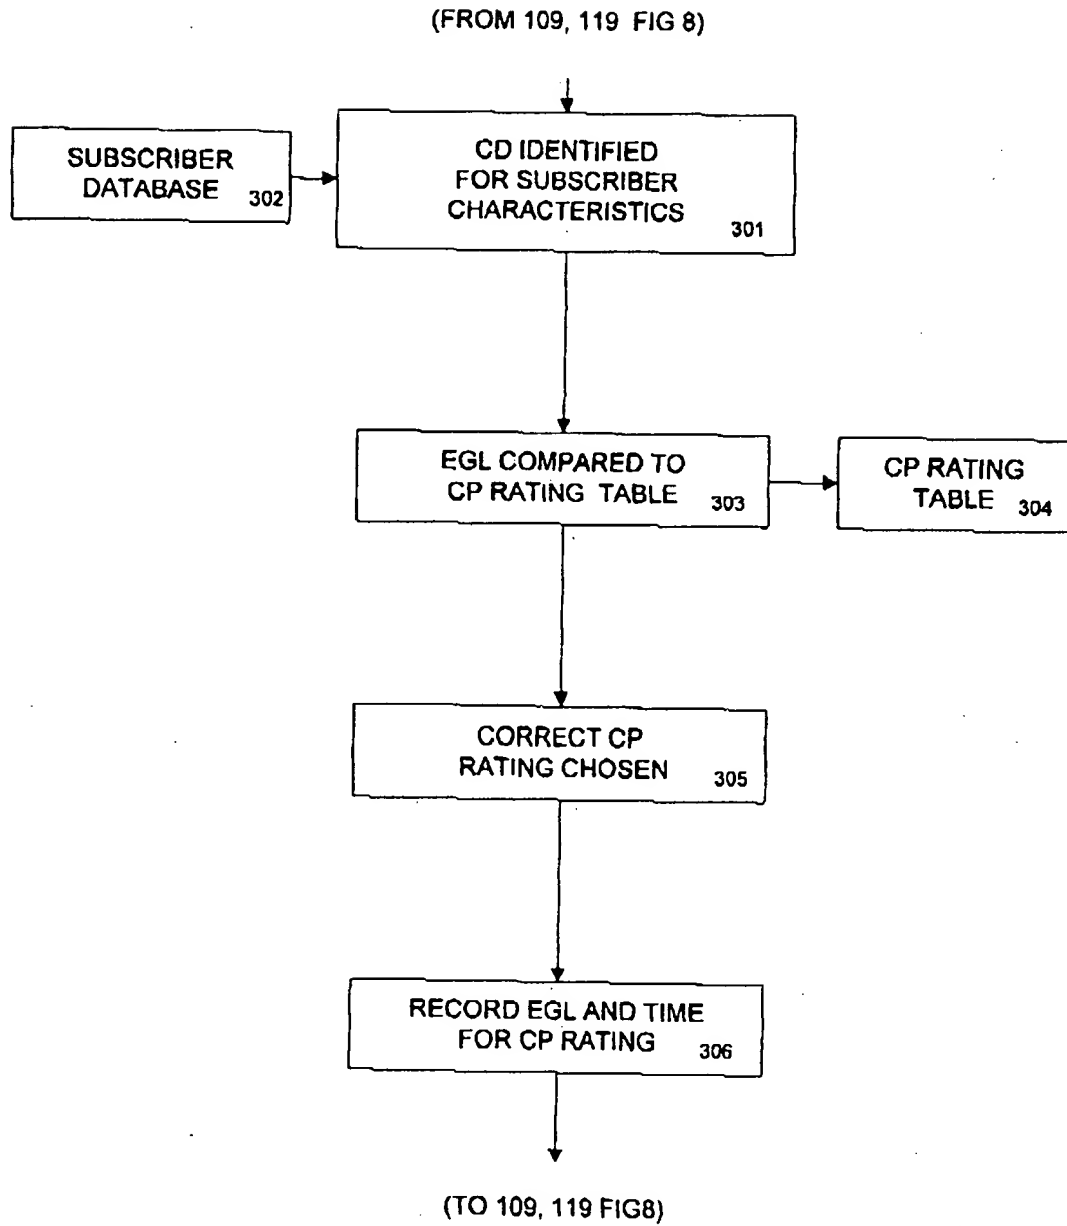 (FROM 109, 119 FIG 8)
SUBSCRIBER
DATABASE 302
CD IDENTIFIED
FOR SUBSCRIBER
CHARACTERISTICS
301
EGL COMPARED TO
CP RATING TABLE 303
CP RATING
TABLE 304
CORRECT CP
RATING CHOSEN 305
RECORD EGL AND TIME
FOR CP RATING 306
(TO 109, 119 FIG8)